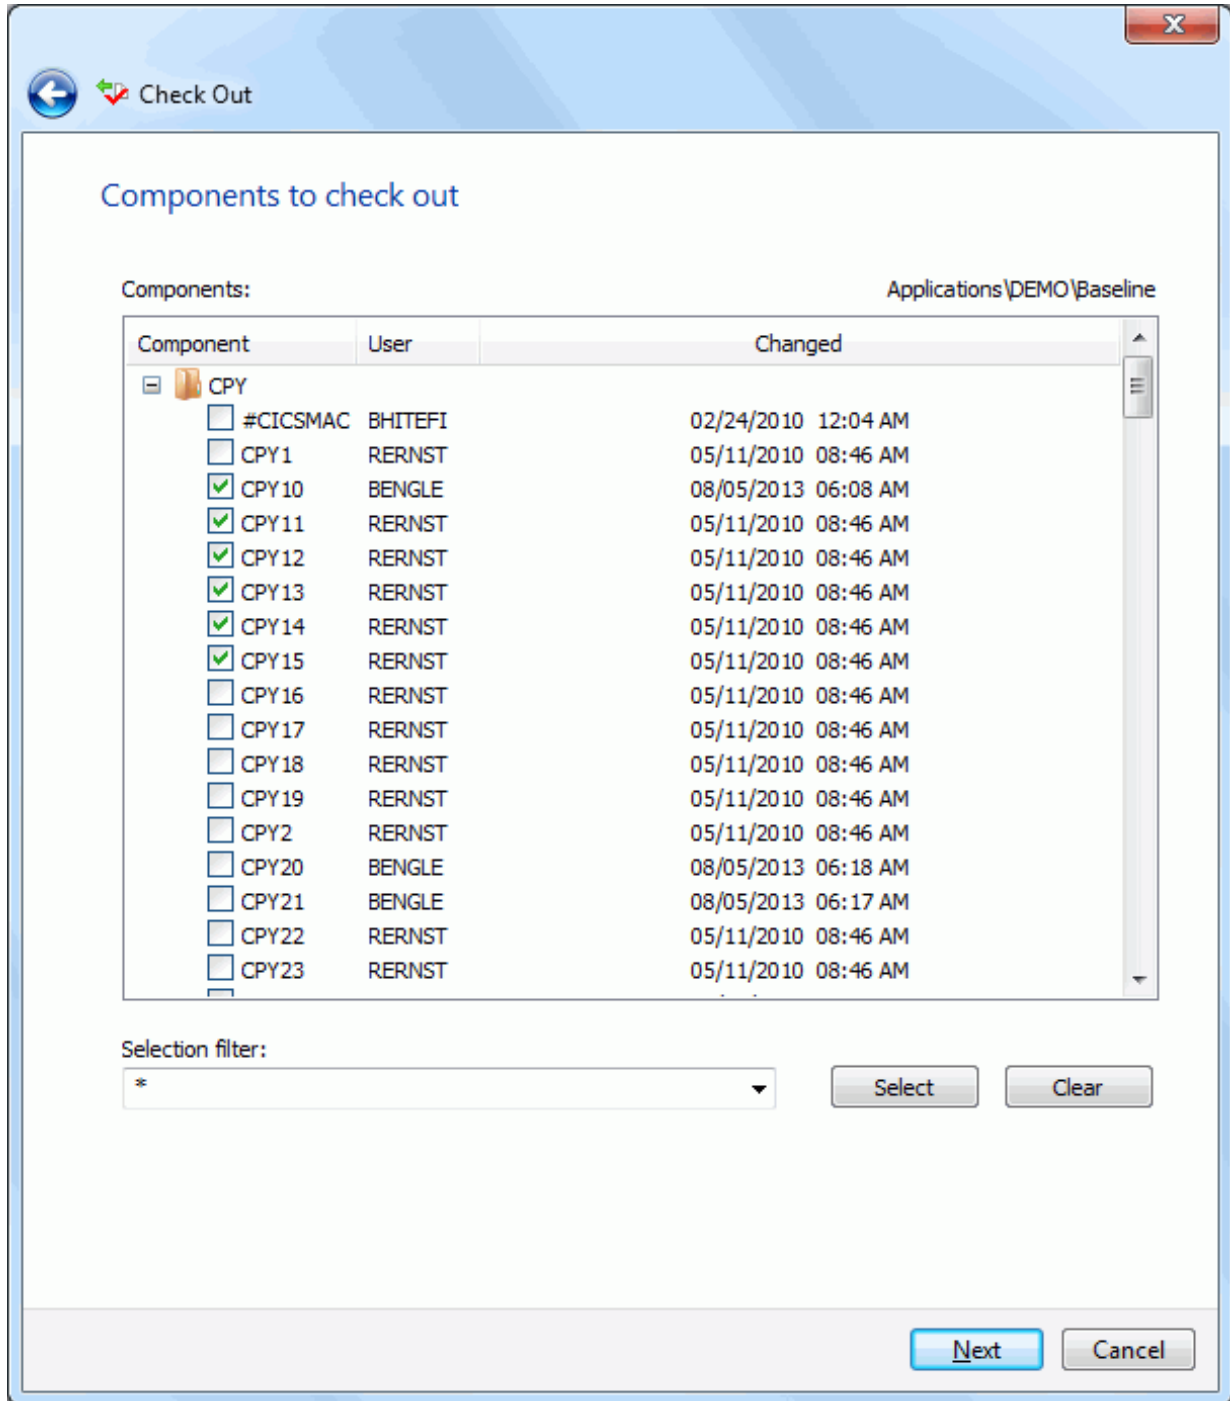 Check Out
Components to check out
Components: Applications\DEMO\Baseline
Component User Changed
CPY
#CICSMAC BHITEFI 02/24/2010 12:04 AM
CPY1 RERNST 05/11/2010 08:46 AM
CPY10 BENGLE 08/05/2013 06:08 AM
CPY11 RERNST 05/11/2010 08:46 AM
CPY12 RERNST 05/11/2010 08:46 AM
CPY13 RERNST 05/11/2010 08:46 AM
CPY14 RERNST 05/11/2010 08:46 AM
CPY15 RERNST 05/11/2010 08:46 AM
CPY16 RERNST 05/11/2010 08:46 AM
CPY17 RERNST 05/11/2010 08:46 AM
CPY18 RERNST 05/11/2010 08:46 AM
CPY19 RERNST 05/11/2010 08:46 AM
CPY2 RERNST 05/11/2010 08:46 AM
CPY20 BENGLE 08/05/2013 06:18 AM
CPY21 BENGLE 08/05/2013 06:17 AM
CPY22 RERNST 05/11/2010 08:46 AM
CPY23 RERNST 05/11/2010 08:46 AM
Selection filter:
* Select Clear
Next Cancel